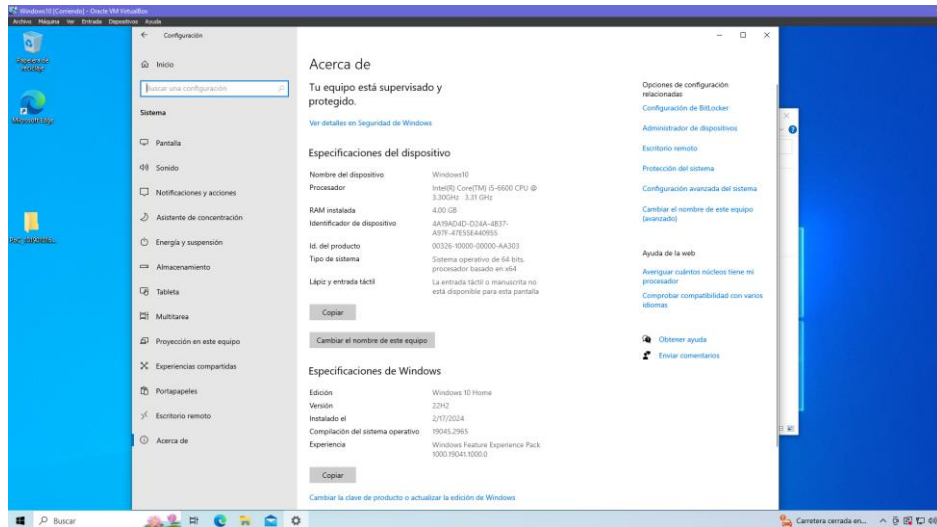 Windows10 [Corriendo] - Oracle VM VirtualBox
Archivo Máquina Ver Entrada Dispositivos Ayuda
Papelera de
reciclaje
Microsoft Edge
Configuración
Inicio
Buscar una configuración
Sistema
Pantalla
Sonido
Notificaciones y acciones
Asistente de concentración
Energía y suspensión
Almacenamiento
Tableta
Multitarea
Proyección en este equipo
Experiencias compartidas
Portapapeles
Escritorio remoto
Acerca de
Acerca de
Tu equipo está supervisado y
protegido.
Ver detalles en Seguridad de Windows
Especificaciones del dispositivo
Nombre del dispositivo Windows10
Procesador Intel(R) Core(TM) i5-6600 CPU @
3.30GHz 3.31 GHz
RAM instalada 4.00 GB
Identificador de dispositivo 4A19AD4D-D24A-4B37-
A97F-47E55E440955
Id. del producto 00326-10000-00000-AA303
Tipo de sistema Sistema operativo de 64 bits,
procesador basado en x64
Lápiz y entrada táctil La entrada táctil o manuscrita no
está disponible para esta pantalla
Copiar
Cambiar el nombre de este equipo
Especificaciones de Windows
Edición Windows 10 Home
Versión 22H2
Instalado el 2/17/2024
Compilación del sistema operativo 19045.2965
Experiencia Windows Feature Experience Pack
1000.19041.1000.0
Copiar
Cambiar la clave de producto o actualizar la edición de Windows
Opciones de configuración
relacionadas
Configuración de BitLocker
Administrador de dispositivos
Escritorio remoto
Protección del sistema
Configuración avanzada del sistema
Cambiar el nombre de este equipo
(avanzado)
Ayuda de la web
Averiguar cuántos núcleos tiene mi
procesador
Comprobar compatibilidad con varios
idiomas
Obtener ayuda
Enviar comentarios
Buscar
Carretera cerrada en...